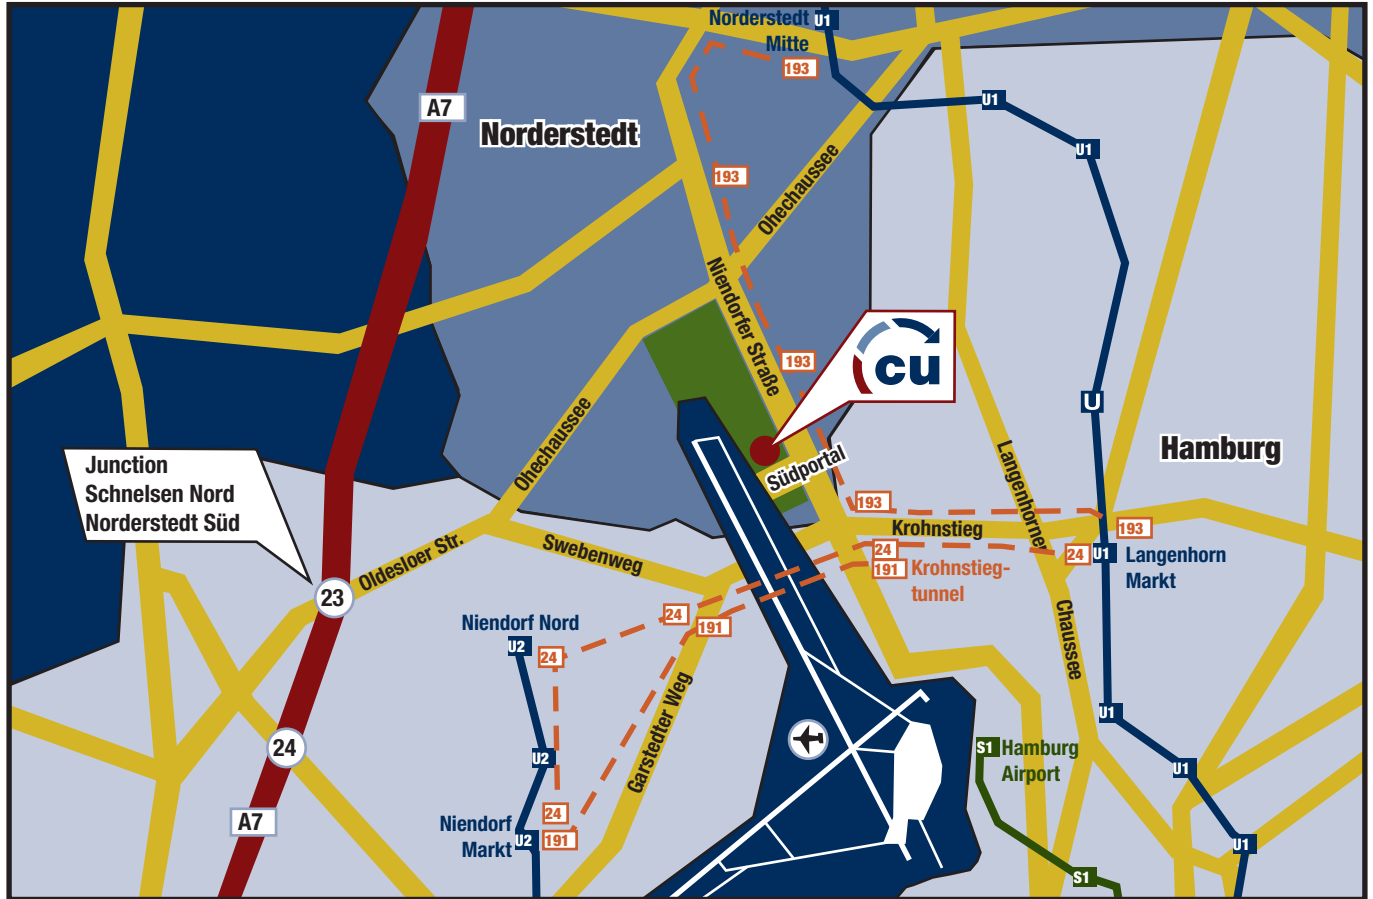 Norderstedt
Mitte
U1
193
U1
A7
Norderstedt
U1
193
Ohechaussee
Niendorfer Straße
193
cu
U
Ohechaussee
Südportal
Langenhorner
Hamburg
Junction
Schnelsen Nord
Norderstedt Süd
193
Krohnstieg
193
Oldesloer Str.
Swebenweg
24
24
U1
Langenhorn
Markt
191
Krohnstieg-
tunnel
23
24
191
Chaussee
Niendorf Nord
U2
24
Garstedter Weg
U1
24
S1
Hamburg
Airport
U2
U1
A7
24
Niendorf
Markt
U2
191
U1
S1